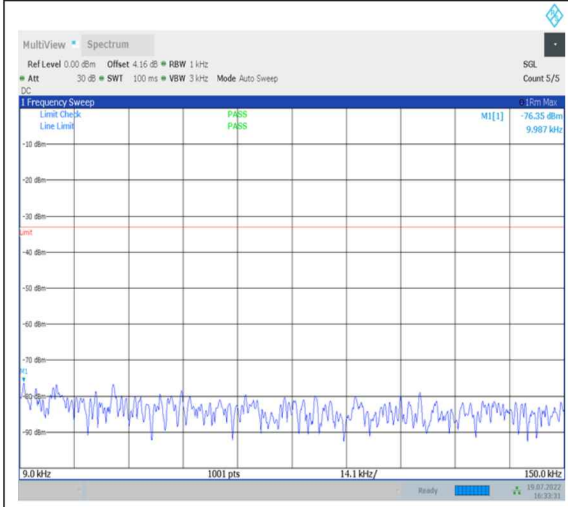 MultiView Spectrum
Ref Level 0.00 dBm Offset 4.16 dB RBW 1 kHz SGL
Att 30 dB SWT 100 ms VBW 3 kHz Mode Auto Sweep Count 5/5
DC
1 Frequency Sweep 1Rm Max
Limit Check PASS M1[1] -76.35 dBm
Line Limit PASS 9.987 kHz
-10 dBm
-20 dBm
-30 dBm
Limit
-40 dBm
-50 dBm
-60 dBm
-70 dBm
M1
-80 dBm
-90 dBm
9.0 kHz 1001 pts 14.1 kHz/ 150.0 kHz
Ready 19.07.2022
16:33:31